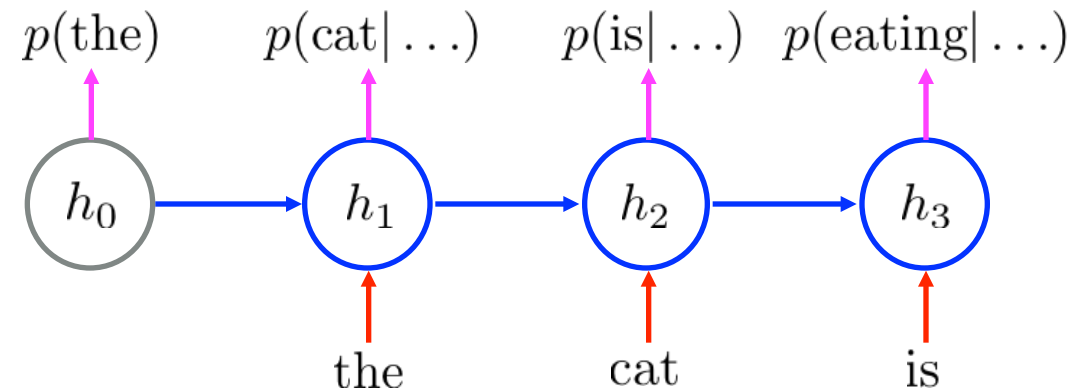 p(the) p(cat| ...) p(is| ...) p(eating| ...)
h₀ h₁ h₂ h₃
the cat is